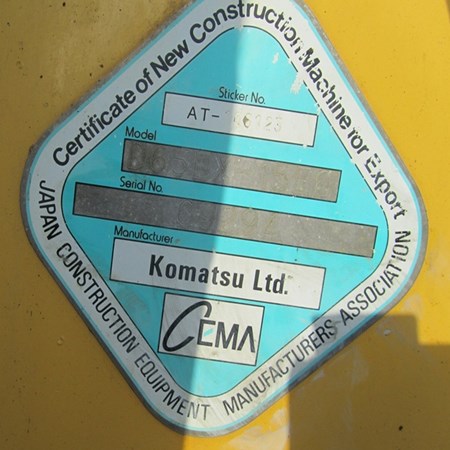 Certificate of New Construction Machine for Export
Sticker No.
AT-
Model
Serial No.
Manufacturer
Komatsu Ltd.
CEMA
JAPAN CONSTRUCTION EQUIPMENT MANUFACTURERS ASSOCIATION